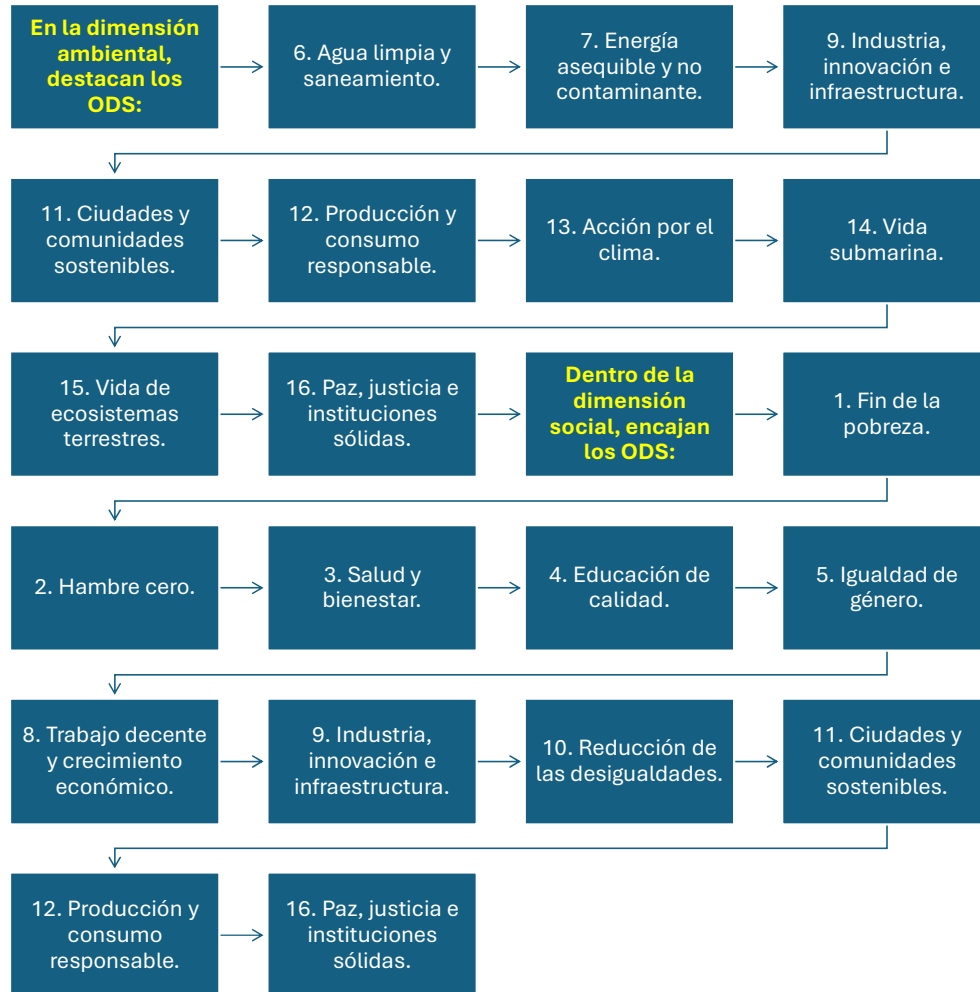 En la dimensión
ambiental,
destacan los
ODS:
6. Agua limpia y
saneamiento.
7. Energía
asequible y no
contaminante.
9. Industria,
innovación e
infraestructura.
11. Ciudades y
comunidades
sostenibles.
12. Producción y
consumo
responsable.
13. Acción por el
clima.
14. Vida
submarina.
15. Vida de
ecosistemas
terrestres.
16. Paz, justicia e
instituciones
sólidas.
Dentro de la
dimensión
social, encajan
los ODS:
1. Fin de la
pobreza.
2. Hambre cero.
3. Salud y
bienestar.
4. Educación de
calidad.
5. Igualdad de
género.
8. Trabajo decente
y crecimiento
económico.
9. Industria,
innovación e
infraestructura.
10. Reducción de
las desigualdades.
11. Ciudades y
comunidades
sostenibles.
12. Producción y
consumo
responsable.
16. Paz, justicia e
instituciones
sólidas.